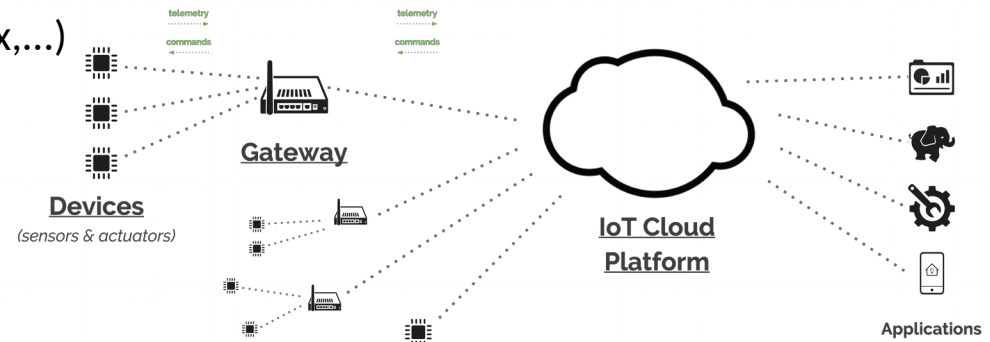 x,...)
telemetry
commands
telemetry
commands
Gateway
Devices
(sensors & actuators)
IoT Cloud
Platform
Applications